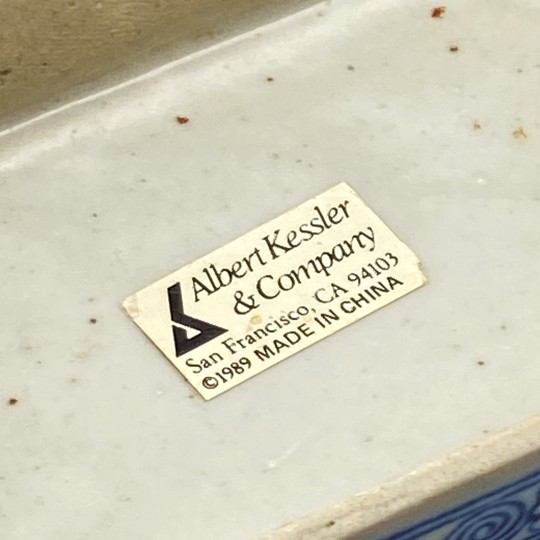 Albert Kessler
& Company
San Francisco, CA 94103
©1989 MADE IN CHINA